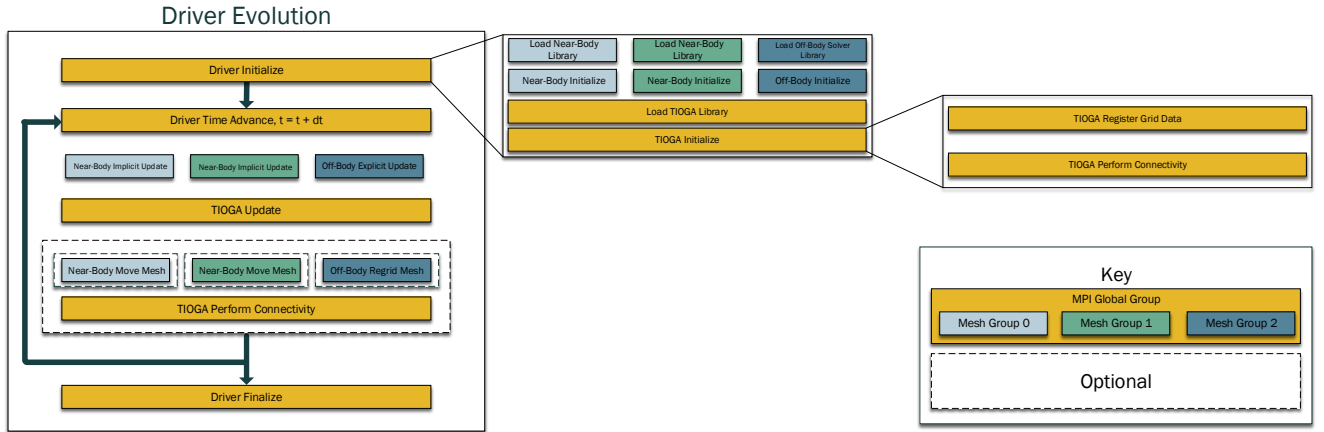 Driver Evolution
Driver Initialize
Driver Time Advance, t = t + dt
Near-Body Implicit Update
Near-Body Implicit Update
Off-Body Explicit Update
TIOGA Update
Near-Body Move Mesh
Near-Body Move Mesh
Off-Body Regrid Mesh
TIOGA Perform Connectivity
Driver Finalize
Load Near-Body
Library
Load Near-Body
Library
Load Off-Body Solver
Library
Near-Body Initialize
Near-Body Initialize
Off-Body Initialize
Load TIOGA Library
TIOGA Initialize
TIOGA Register Grid Data
TIOGA Perform Connectivity
Key
MPI Global Group
Mesh Group 0
Mesh Group 1
Mesh Group 2
Optional